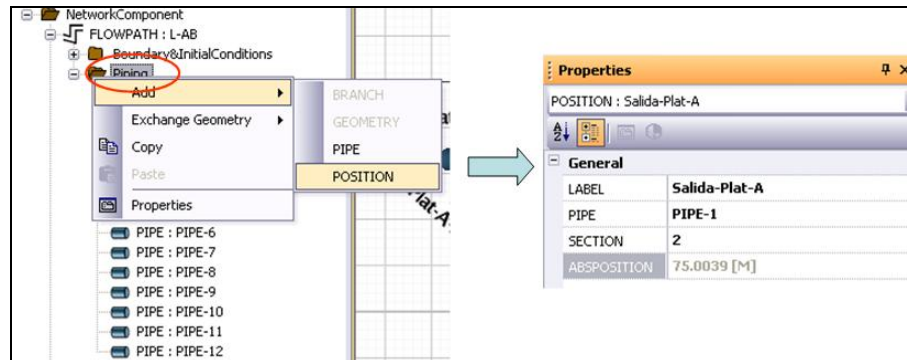 NetworkComponent
FLOWPATH : L-AB
Boundary&InitialConditions
Piping
Add
Exchange Geometry
Copy
Paste
Properties
BRANCH
GEOMETRY
PIPE
POSITION
PIPE : PIPE-6
PIPE : PIPE-7
PIPE : PIPE-8
PIPE : PIPE-9
PIPE : PIPE-10
PIPE : PIPE-11
PIPE : PIPE-12
Properties
POSITION : Salida-Plat-A
General
LABEL Salida-Plat-A
PIPE PIPE-1
SECTION 2
ABSPOSITION 75.0039 [M]